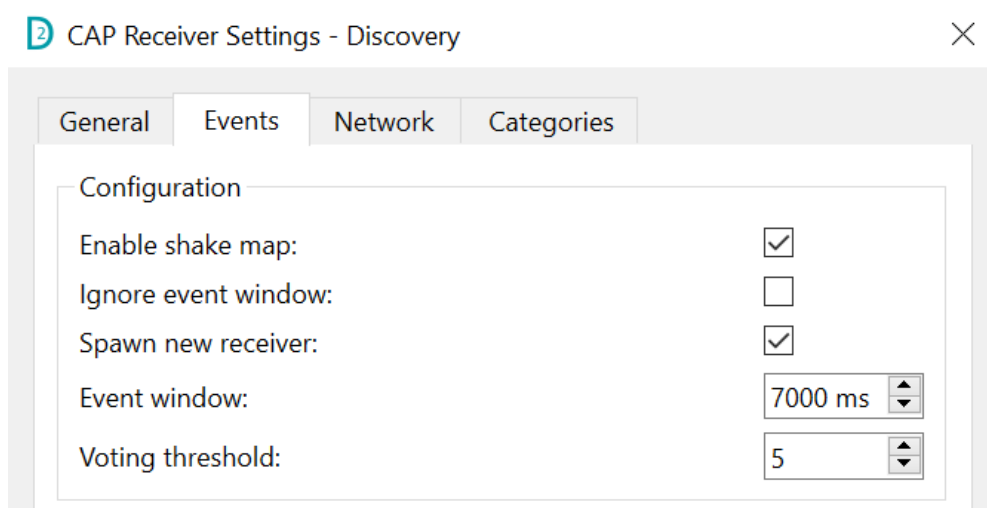 2 CAP Receiver Settings - Discovery
General Events Network Categories
Configuration
Enable shake map:
Ignore event window:
Spawn new receiver:
Event window: 7000 ms
Voting threshold: 5